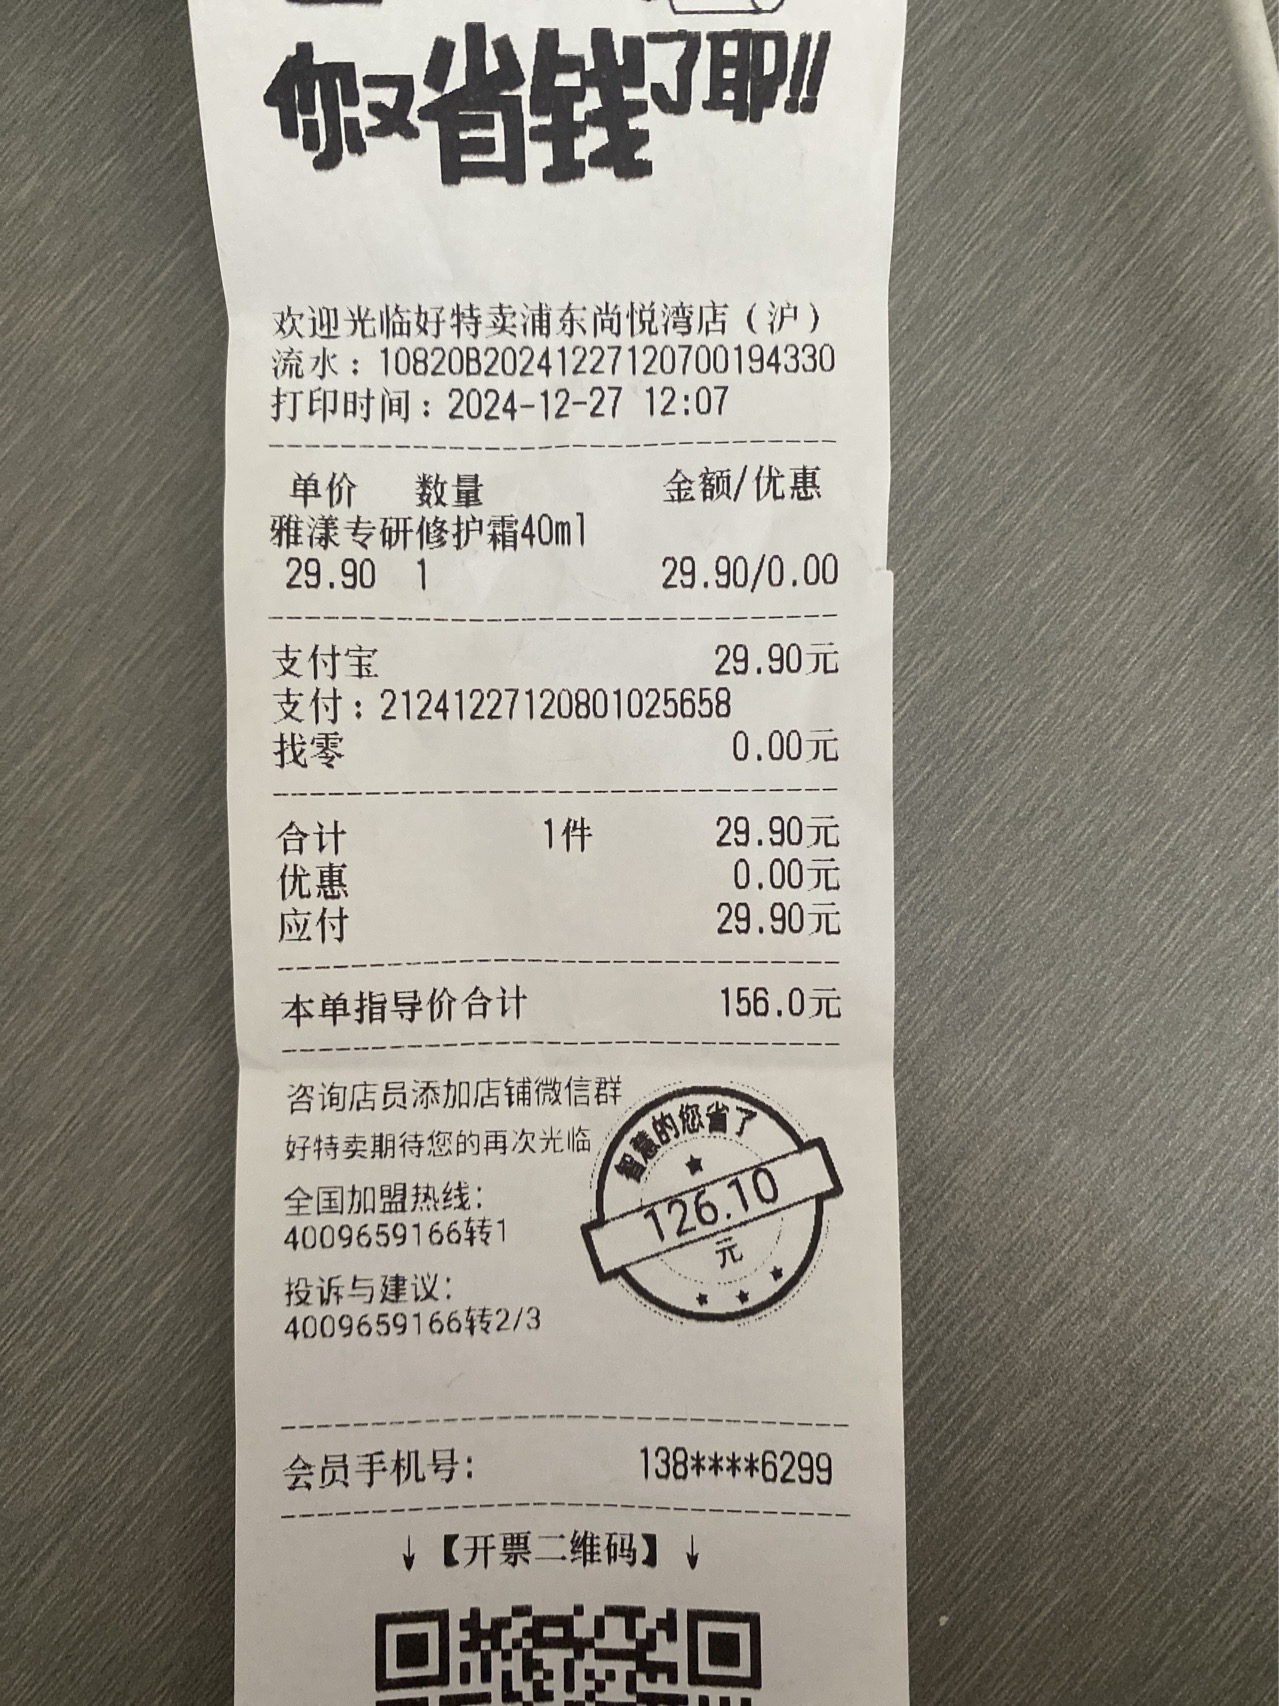 你又省钱了耶!!
欢迎光临好特卖浦东尚悦湾店（沪）
流水：10820B20241227120700194330
打印时间：2024-12-27 12:07
单价 数量 金额/优惠
雅漾专研修护霜40ml
29.90 1 29.90/0.00
支付宝 29.90元
支付：21241227120801025658
找零 0.00元
合计 1件 29.90元
优惠 0.00元
应付 29.90元
本单指导价合计 156.0元
咨询店员添加店铺微信群
好特卖期待您的再次光临
全国加盟热线：
4009659166转1
投诉与建议：
4009659166转2/3
智慧的您省了
126.10
元
会员手机号： 138****6299
↓【开票二维码】↓